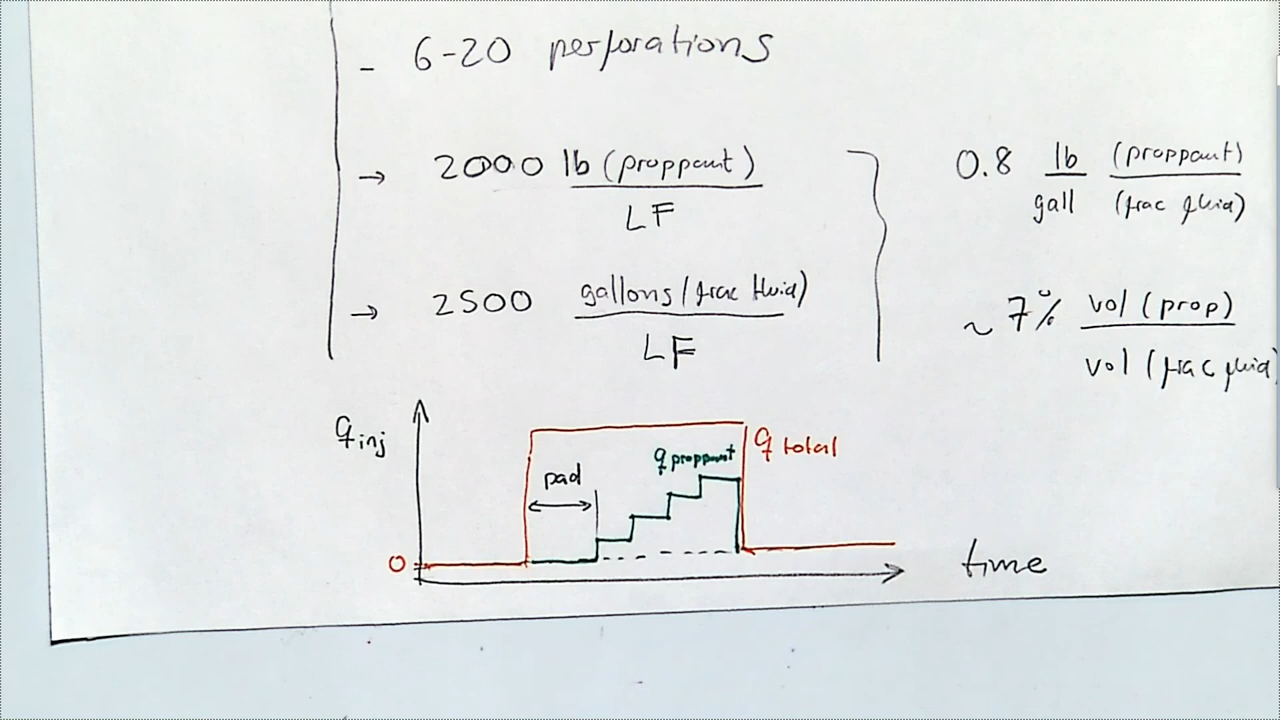 - 6-20 perforations
→ 2000 lb (proppant)
LF
→ 2500 gallons (frac fluid)
LF
0.8 lb (proppant)
gall (frac fluid)
~ 7% vol (prop)
vol (frac fluid)
q inj
pad
q proppant
q total
0
time